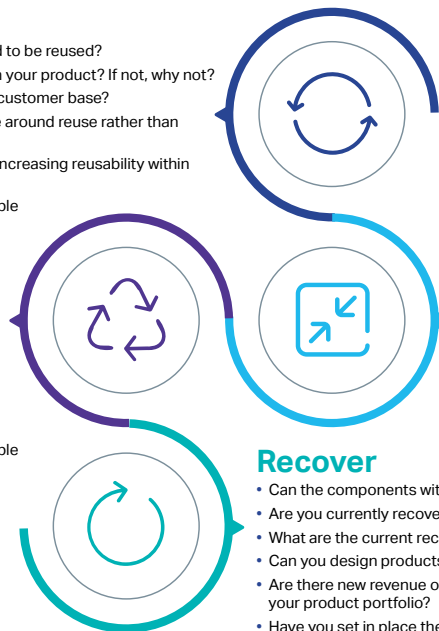 d to be reused?
your product? If not, why not?
customer base?
around reuse rather than
ncreasing reusability within
ple
ple
Recover
• Can the components wit
• Are you currently recove
• What are the current rec
• Can you design products
• Are there new revenue o
your product portfolio?
• Have you set in place the